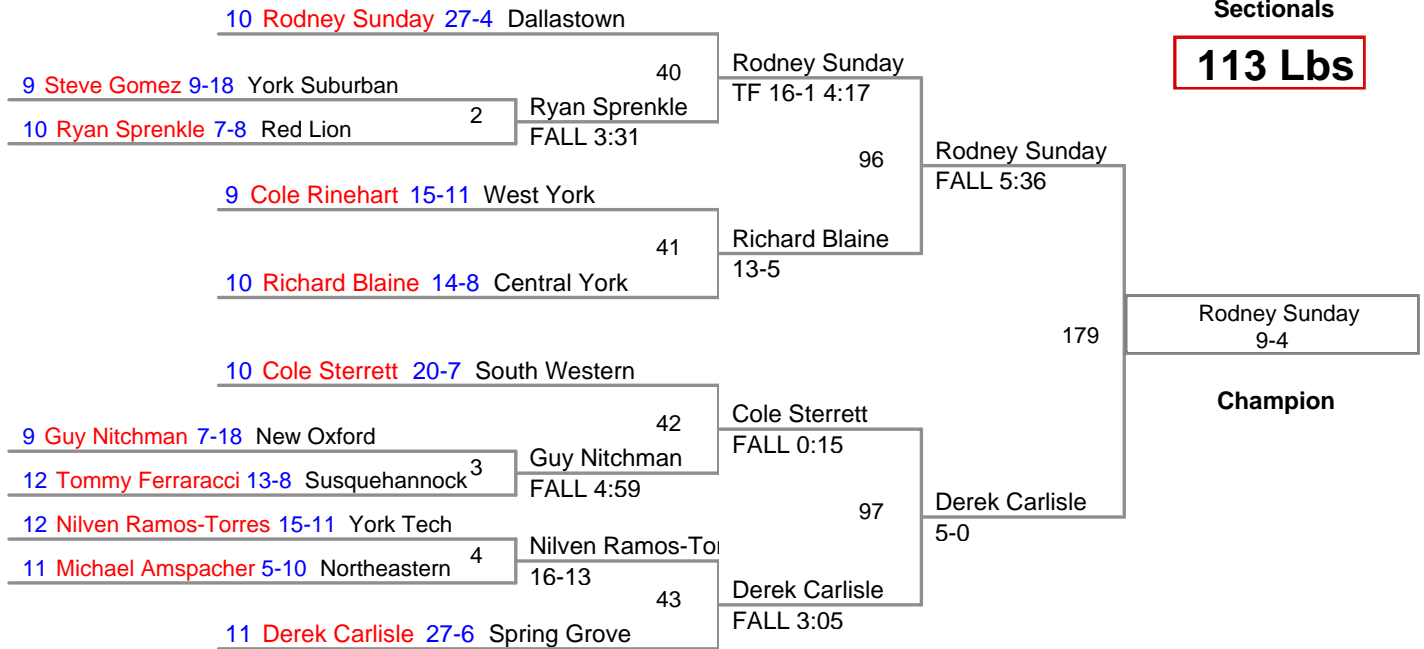 Sectionals
113 Lbs
10 Rodney Sunday 27-4 Dallastown
9 Steve Gomez 9-18 York Suburban
10 Ryan Sprenkle 7-8 Red Lion
2
Ryan Sprenkle
FALL 3:31
40
Rodney Sunday
TF 16-1 4:17
9 Cole Rinehart 15-11 West York
10 Richard Blaine 14-8 Central York
41
Richard Blaine
13-5
96
Rodney Sunday
FALL 5:36
10 Cole Sterrett 20-7 South Western
9 Guy Nitchman 7-18 New Oxford
12 Tommy Ferraracci 13-8 Susquehannock
3
Guy Nitchman
FALL 4:59
42
Cole Sterrett
FALL 0:15
12 Nilven Ramos-Torres 15-11 York Tech
11 Michael Amspacher 5-10 Northeastern
4
Nilven Ramos-Tor
16-13
11 Derek Carlisle 27-6 Spring Grove
43
Derek Carlisle
FALL 3:05
97
Derek Carlisle
5-0
179
Rodney Sunday
9-4
Champion